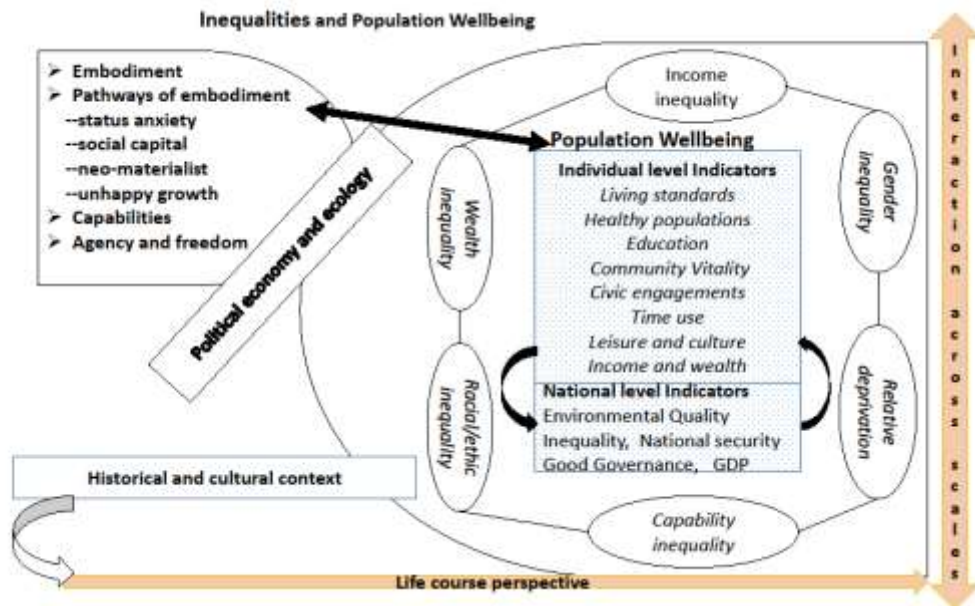 Inequalities and Population Wellbeing
➢ Embodiment
➢ Pathways of embodiment
--status anxiety
--social capital
--neo-materialist
--unhappy growth
➢ Capabilities
➢ Agency and freedom
Political economy and ecology
Historical and cultural context
Income
inequality
Wealth
inequality
Gender
inequality
Racial/ethic
inequality
Relative
deprivation
Capability
inequality
Population Wellbeing
Individual level Indicators
Living standards
Healthy populations
Education
Community Vitality
Civic engagements
Time use
Leisure and culture
Income and wealth
National level Indicators
Environmental Quality
Inequality, National security
Good Governance, GDP
Life course perspective
Interaction across scales